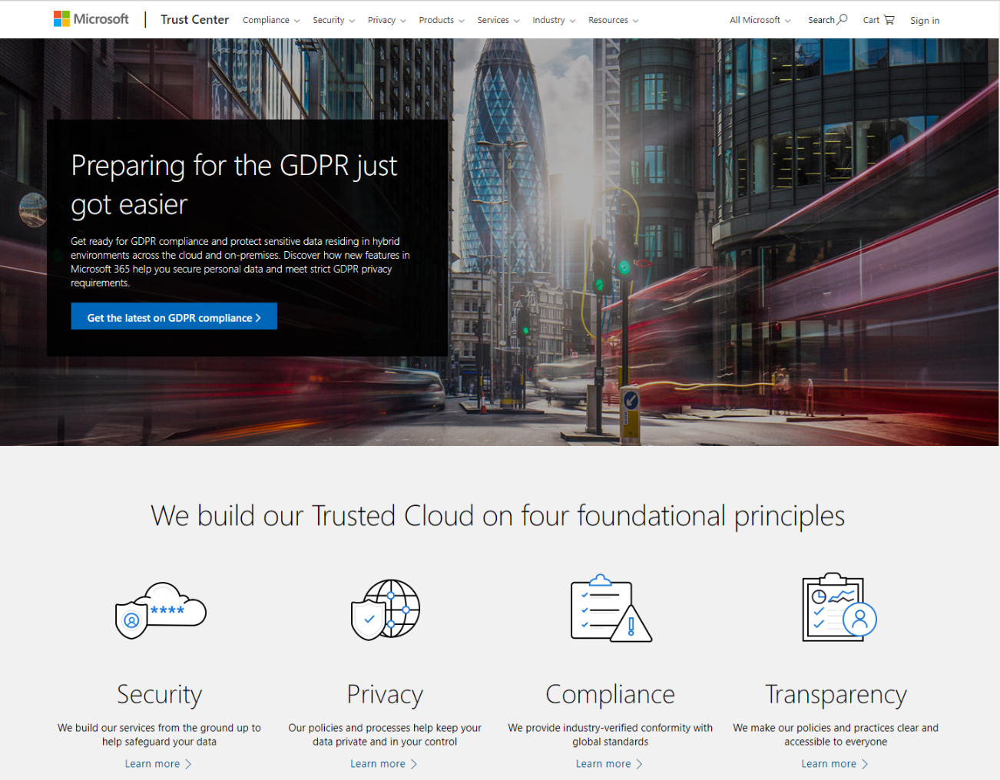 Microsoft
Trust Center
Compliance
Security
Privacy
Products
Services
Industry
Resources
All Microsoft
Search
Cart
Sign in
Preparing for the GDPR just
got easier
Get ready for GDPR compliance and protect sensitive data residing in hybrid
environments across the cloud and on-premises. Discover how new features in
Microsoft 365 help you secure personal data and meet strict GDPR privacy
requirements.
Get the latest on GDPR compliance >
We build our Trusted Cloud on four foundational principles
****
Security
We build our services from the ground up to
help safeguard your data
Learn more >
Privacy
Our policies and processes help keep your
data private and in your control
Learn more >
Compliance
We provide industry-verified conformity with
global standards
Learn more >
Transparency
We make our policies and practices clear and
accessible to everyone
Learn more >